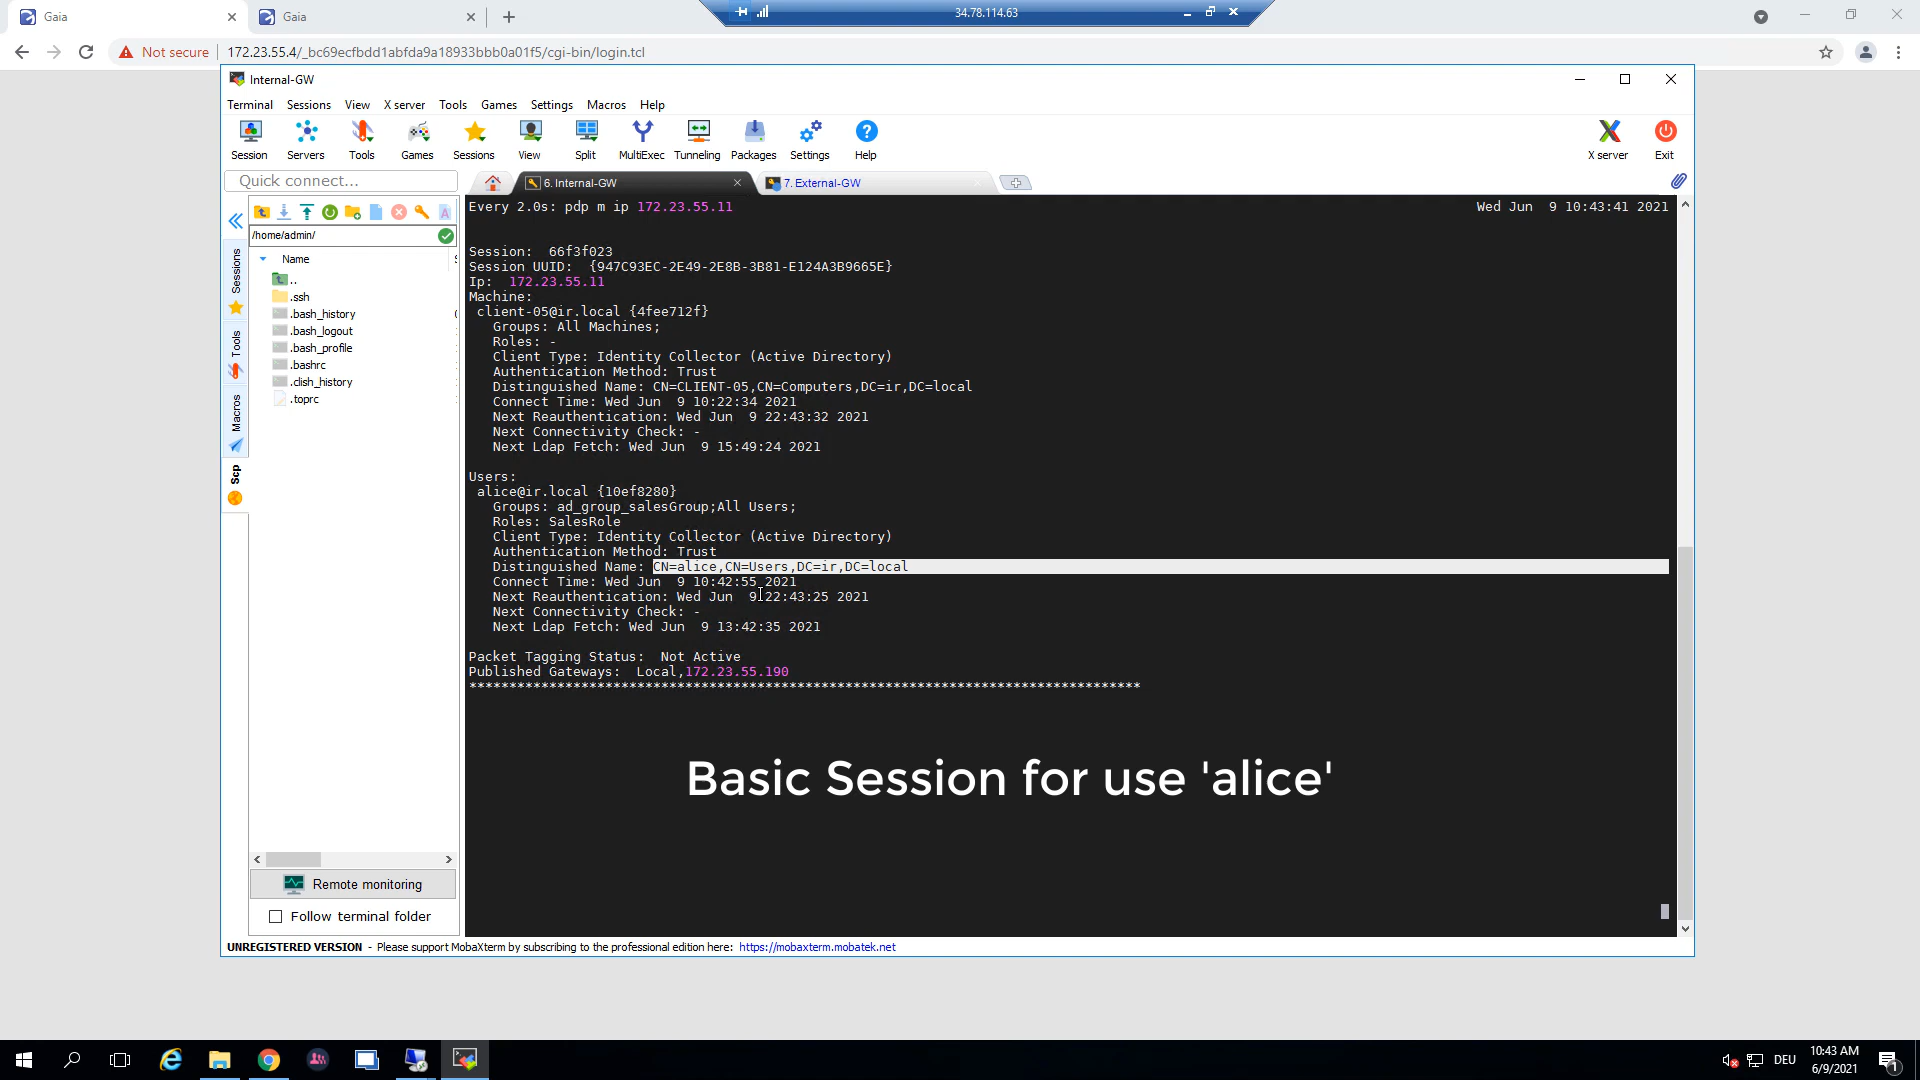 Gaia
Gaia
34.78.114.63
Not secure
172.23.55.4/_bc69ecfbdd1abfda9a18933bbb0a01f5/cgi-bin/login.tcl
Internal-GW
Terminal Sessions View X server Tools Games Settings Macros Help
Session Servers Tools Games Sessions View Split MultiExec Tunneling Packages Settings Help X server Exit
Quick connect...
6. Internal-GW
7. External-GW
/home/admin/
Name
..
.ssh
.bash_history
.bash_logout
.bash_profile
.bashrc
.clish_history
.toprc
Sessions
Tools
Macros
Scp
Every 2.0s: pdp m ip 172.23.55.11 Wed Jun  9 10:43:41 2021
Session:  66f3f023
Session UUID:  {947C93EC-2E49-2E8B-3B81-E124A3B9665E}
Ip:  172.23.55.11
Machine:
client-05@ir.local {4fee712f}
Groups: All Machines;
Roles: -
Client Type: Identity Collector (Active Directory)
Authentication Method: Trust
Distinguished Name: CN=CLIENT-05,CN=Computers,DC=ir,DC=local
Connect Time: Wed Jun  9 10:22:34 2021
Next Reauthentication: Wed Jun  9 22:43:32 2021
Next Connectivity Check: -
Next Ldap Fetch: Wed Jun  9 15:49:24 2021
Users:
alice@ir.local {10ef8280}
Groups: ad_group_salesGroup;All Users;
Roles: SalesRole
Client Type: Identity Collector (Active Directory)
Authentication Method: Trust
Distinguished Name: CN=alice,CN=Users,DC=ir,DC=local
Connect Time: Wed Jun  9 10:42:55 2021
Next Reauthentication: Wed Jun  9 22:43:25 2021
Next Connectivity Check: -
Next Ldap Fetch: Wed Jun  9 13:42:35 2021
Packet Tagging Status:  Not Active
Published Gateways:  Local,172.23.55.190
************************************************************************************
Basic Session for use 'alice'
Remote monitoring
Follow terminal folder
UNREGISTERED VERSION - Please support MobaXterm by subscribing to the professional edition here: https://mobaxterm.mobatek.net
DEU
10:43 AM
6/9/2021
1